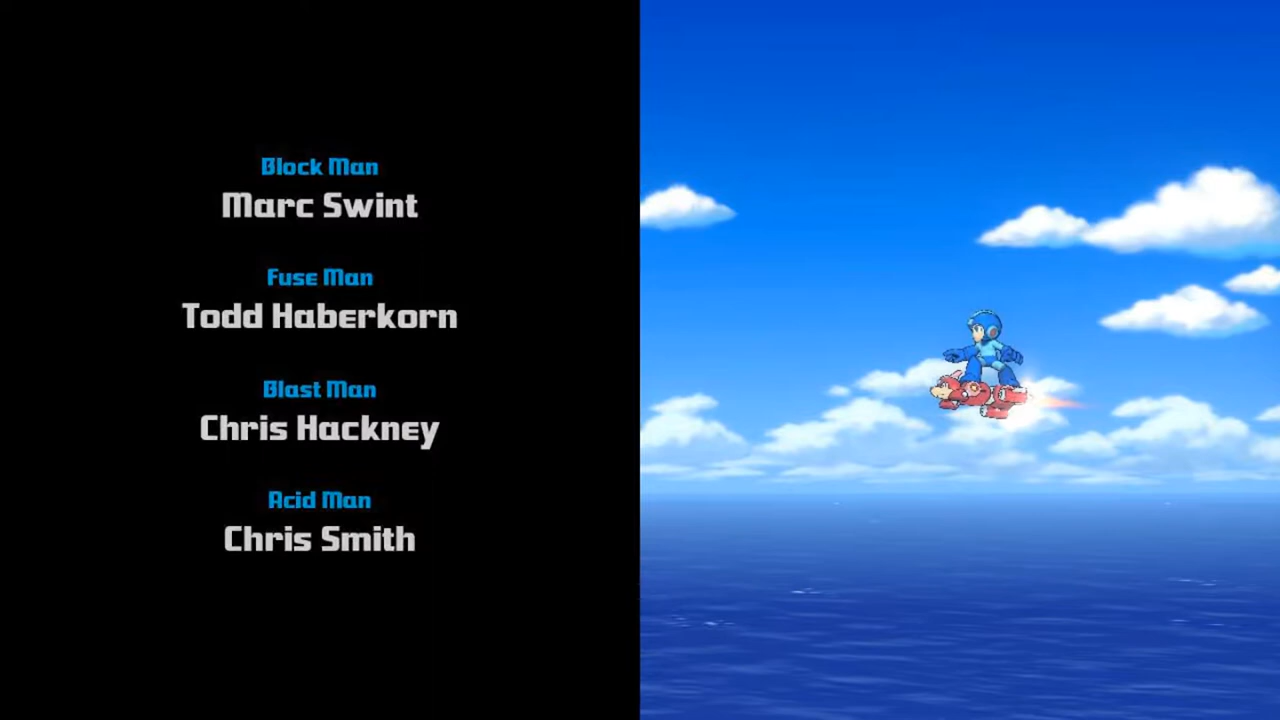 Block Man
Marc Swint
Fuse Man
Todd Haberkorn
Blast Man
Chris Hackney
Acid Man
Chris Smith